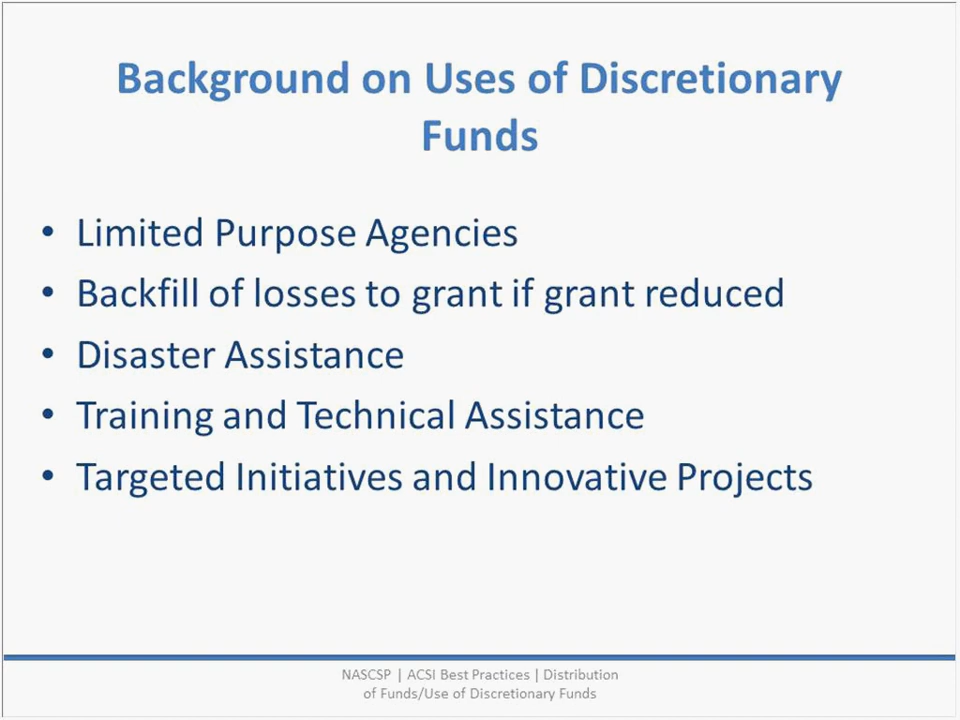 Background on Uses of Discretionary
Funds
• Limited Purpose Agencies
• Backfill of losses to grant if grant reduced
• Disaster Assistance
• Training and Technical Assistance
• Targeted Initiatives and Innovative Projects
NASCSP | ACSI Best Practices | Distribution
of Funds/Use of Discretionary Funds